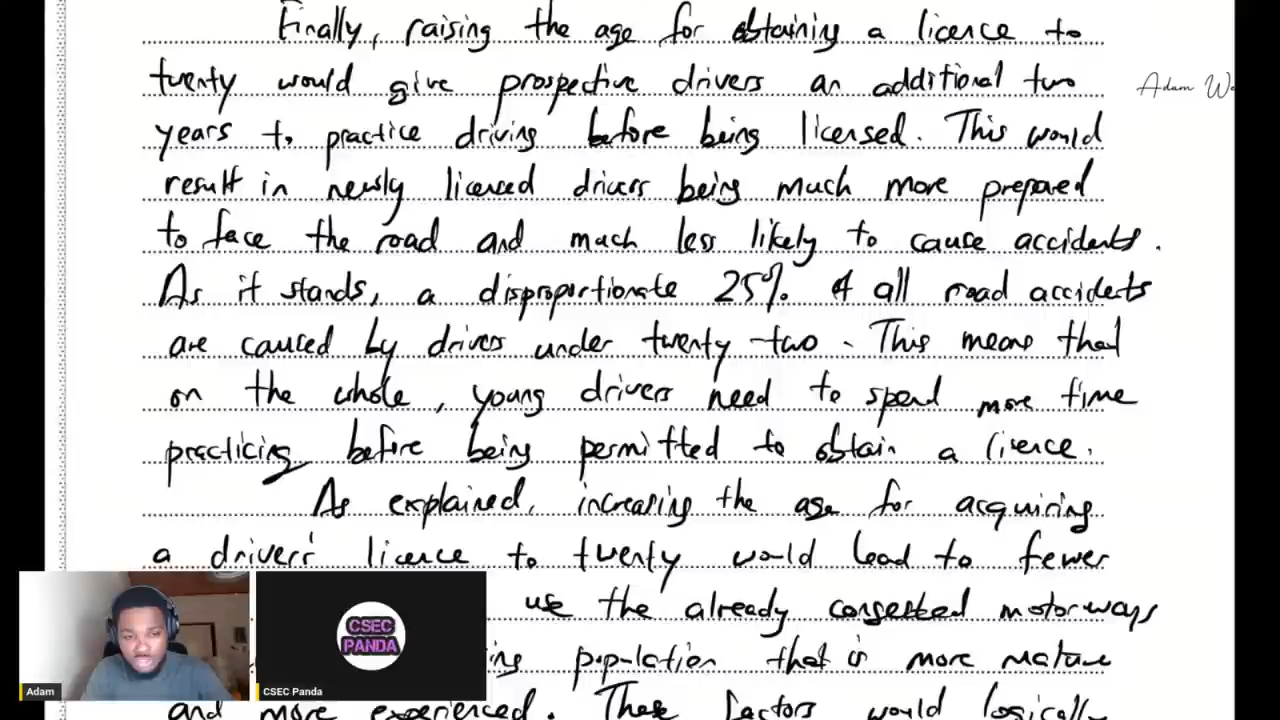 Finally, raising the age for obtaining a licence to
twenty would give prospective drivers an additional two
Adam
years to practice driving before being licensed. This would
result in newly licenced drivers being much more prepared
to face the road and much less likely to cause accidents.
As it stands, a disproportionate 25% of all road accidents
are caused by drivers under twenty-two. This means that
on the whole, young drivers need to spend more time
practicing before being permitted to obtain a licence.
As explained, increasing the age for acquiring
a driver's licence to twenty would lead to fewer
use the already congested motorways
population that is more mature
and more experienced. These factors would logically
CSEC
PANDA
Adam
CSEC Panda